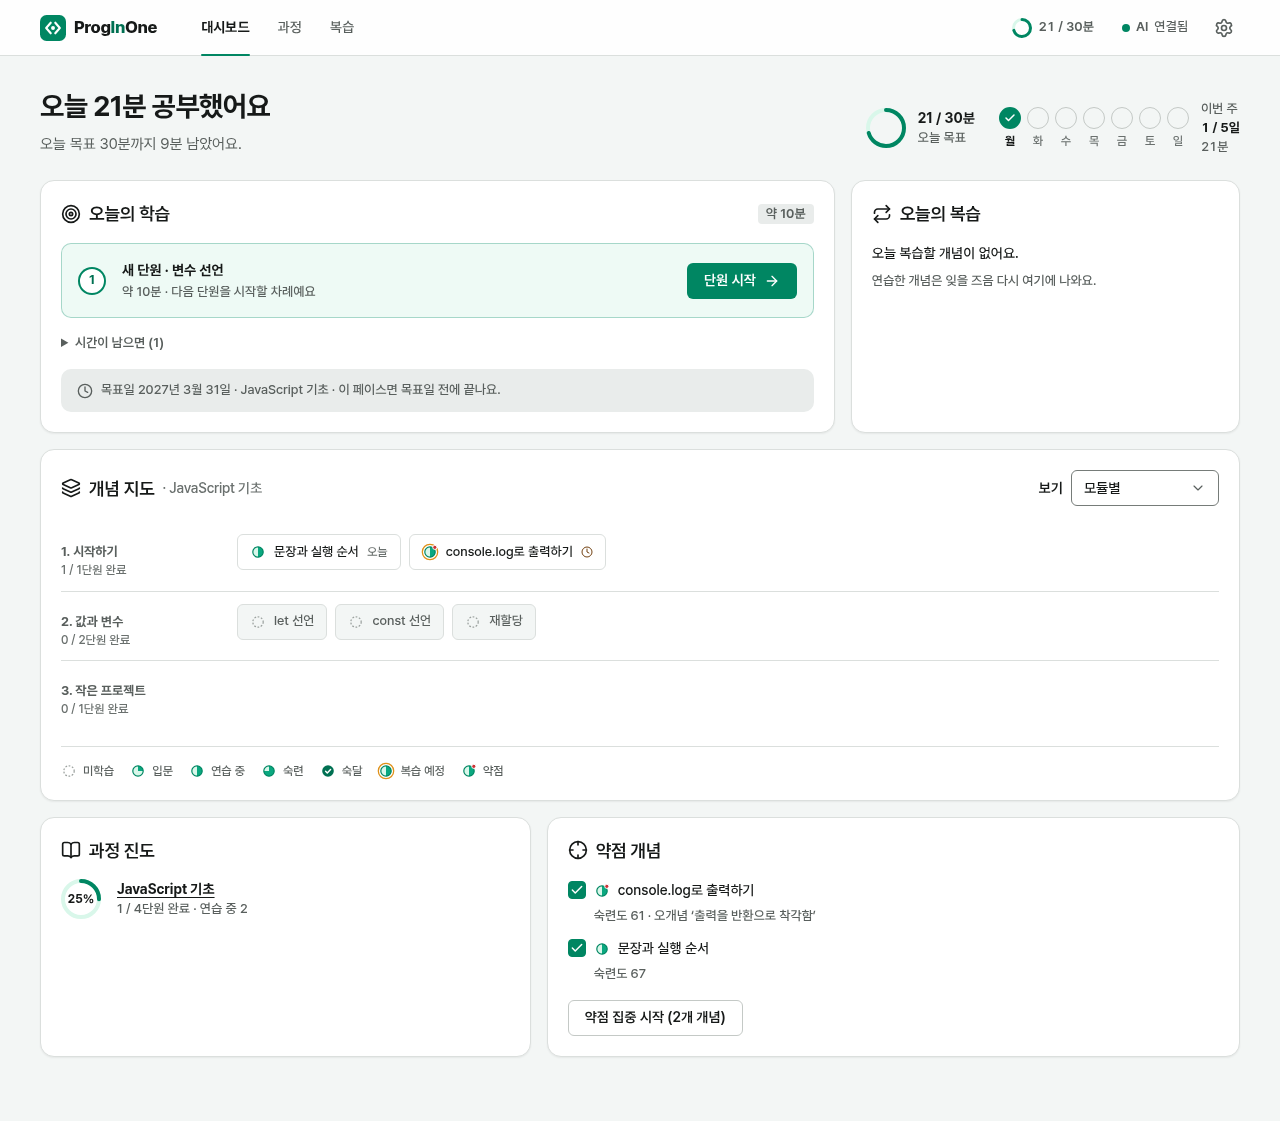 ProgInOne
대시보드
과정
복습
21 / 30분
AI 연결됨
오늘 21분 공부했어요
오늘 목표 30분까지 9분 남았어요.
21 / 30분
오늘 목표
월 화 수 목 금 토 일
이번 주
1 / 5일
21분
오늘의 학습
약 10분
1
새 단원 · 변수 선언
약 10분 · 다음 단원을 시작할 차례예요
단원 시작
시간이 남으면 (1)
목표일 2027년 3월 31일 · JavaScript 기초 · 이 페이스면 목표일 전에 끝나요.
오늘의 복습
오늘 복습할 개념이 없어요.
연습한 개념은 잊을 즈음 다시 여기에 나와요.
개념 지도 · JavaScript 기초
보기
모듈별
1. 시작하기
1 / 1단원 완료
문장과 실행 순서 오늘
console.log로 출력하기
2. 값과 변수
0 / 2단원 완료
let 선언
const 선언
재할당
3. 작은 프로젝트
0 / 1단원 완료
미학습
입문
연습 중
숙련
숙달
복습 예정
약점
과정 진도
25%
JavaScript 기초
1 / 4단원 완료 · 연습 중 2
약점 개념
console.log로 출력하기
숙련도 61 · 오개념 ‘출력을 반환으로 착각함’
문장과 실행 순서
숙련도 67
약점 집중 시작 (2개 개념)